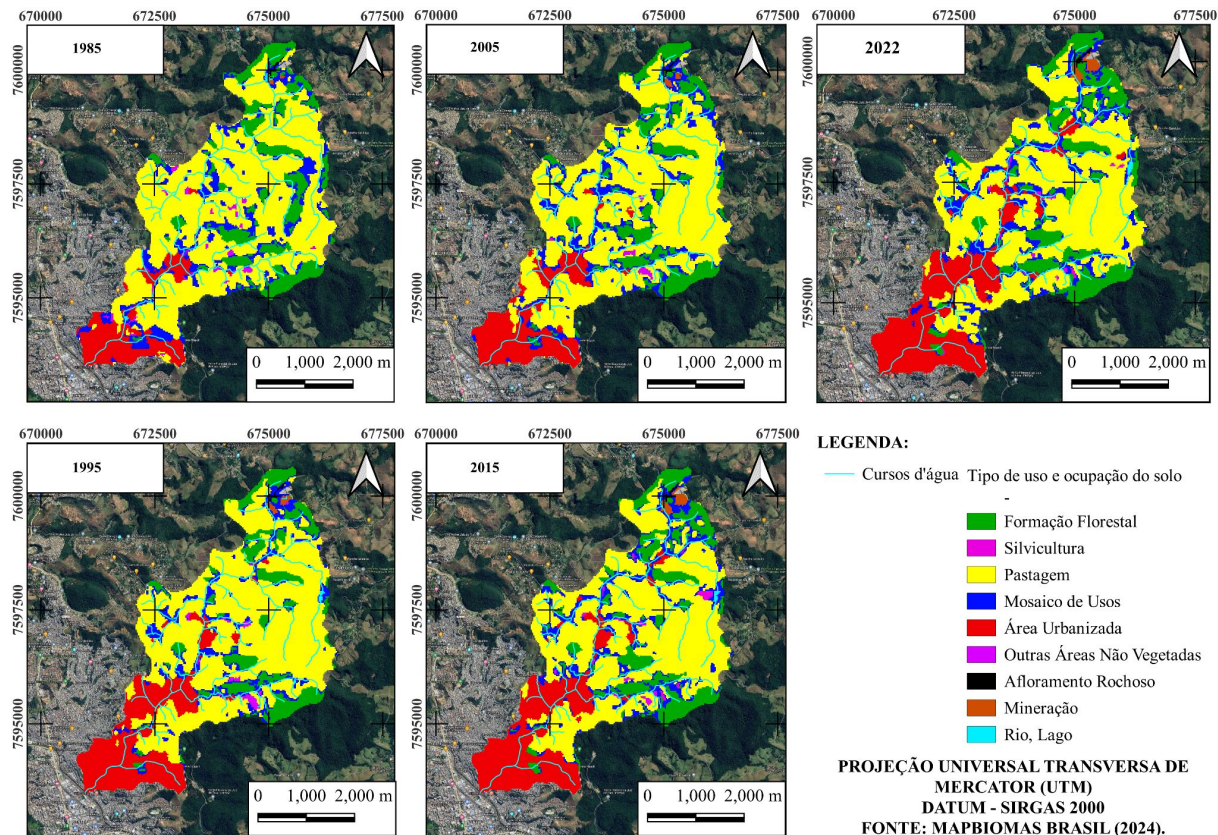 670000 672500 675000 677500
1985
7600000
7597500
7595000
0 1,000 2,000 m
670000 672500 675000 677500
2005
7600000
7597500
7595000
0 1,000 2,000 m
670000 672500 675000 677500
2022
7600000
7597500
7595000
0 1,000 2,000 m
670000 672500 675000 677500
1995
7600000
7597500
7595000
0 1,000 2,000 m
670000 672500 675000 677500
2015
7600000
7597500
7595000
0 1,000 2,000 m
LEGENDA:
Cursos d'água Tipo de uso e ocupação do solo
-
Formação Florestal
Silvicultura
Pastagem
Mosaico de Usos
Área Urbanizada
Outras Áreas Não Vegetadas
Afloramento Rochoso
Mineração
Rio, Lago
PROJEÇÃO UNIVERSAL TRANSVERSA DE
MERCATOR (UTM)
DATUM - SIRGAS 2000
FONTE: MAPBIOMAS BRASIL (2024).